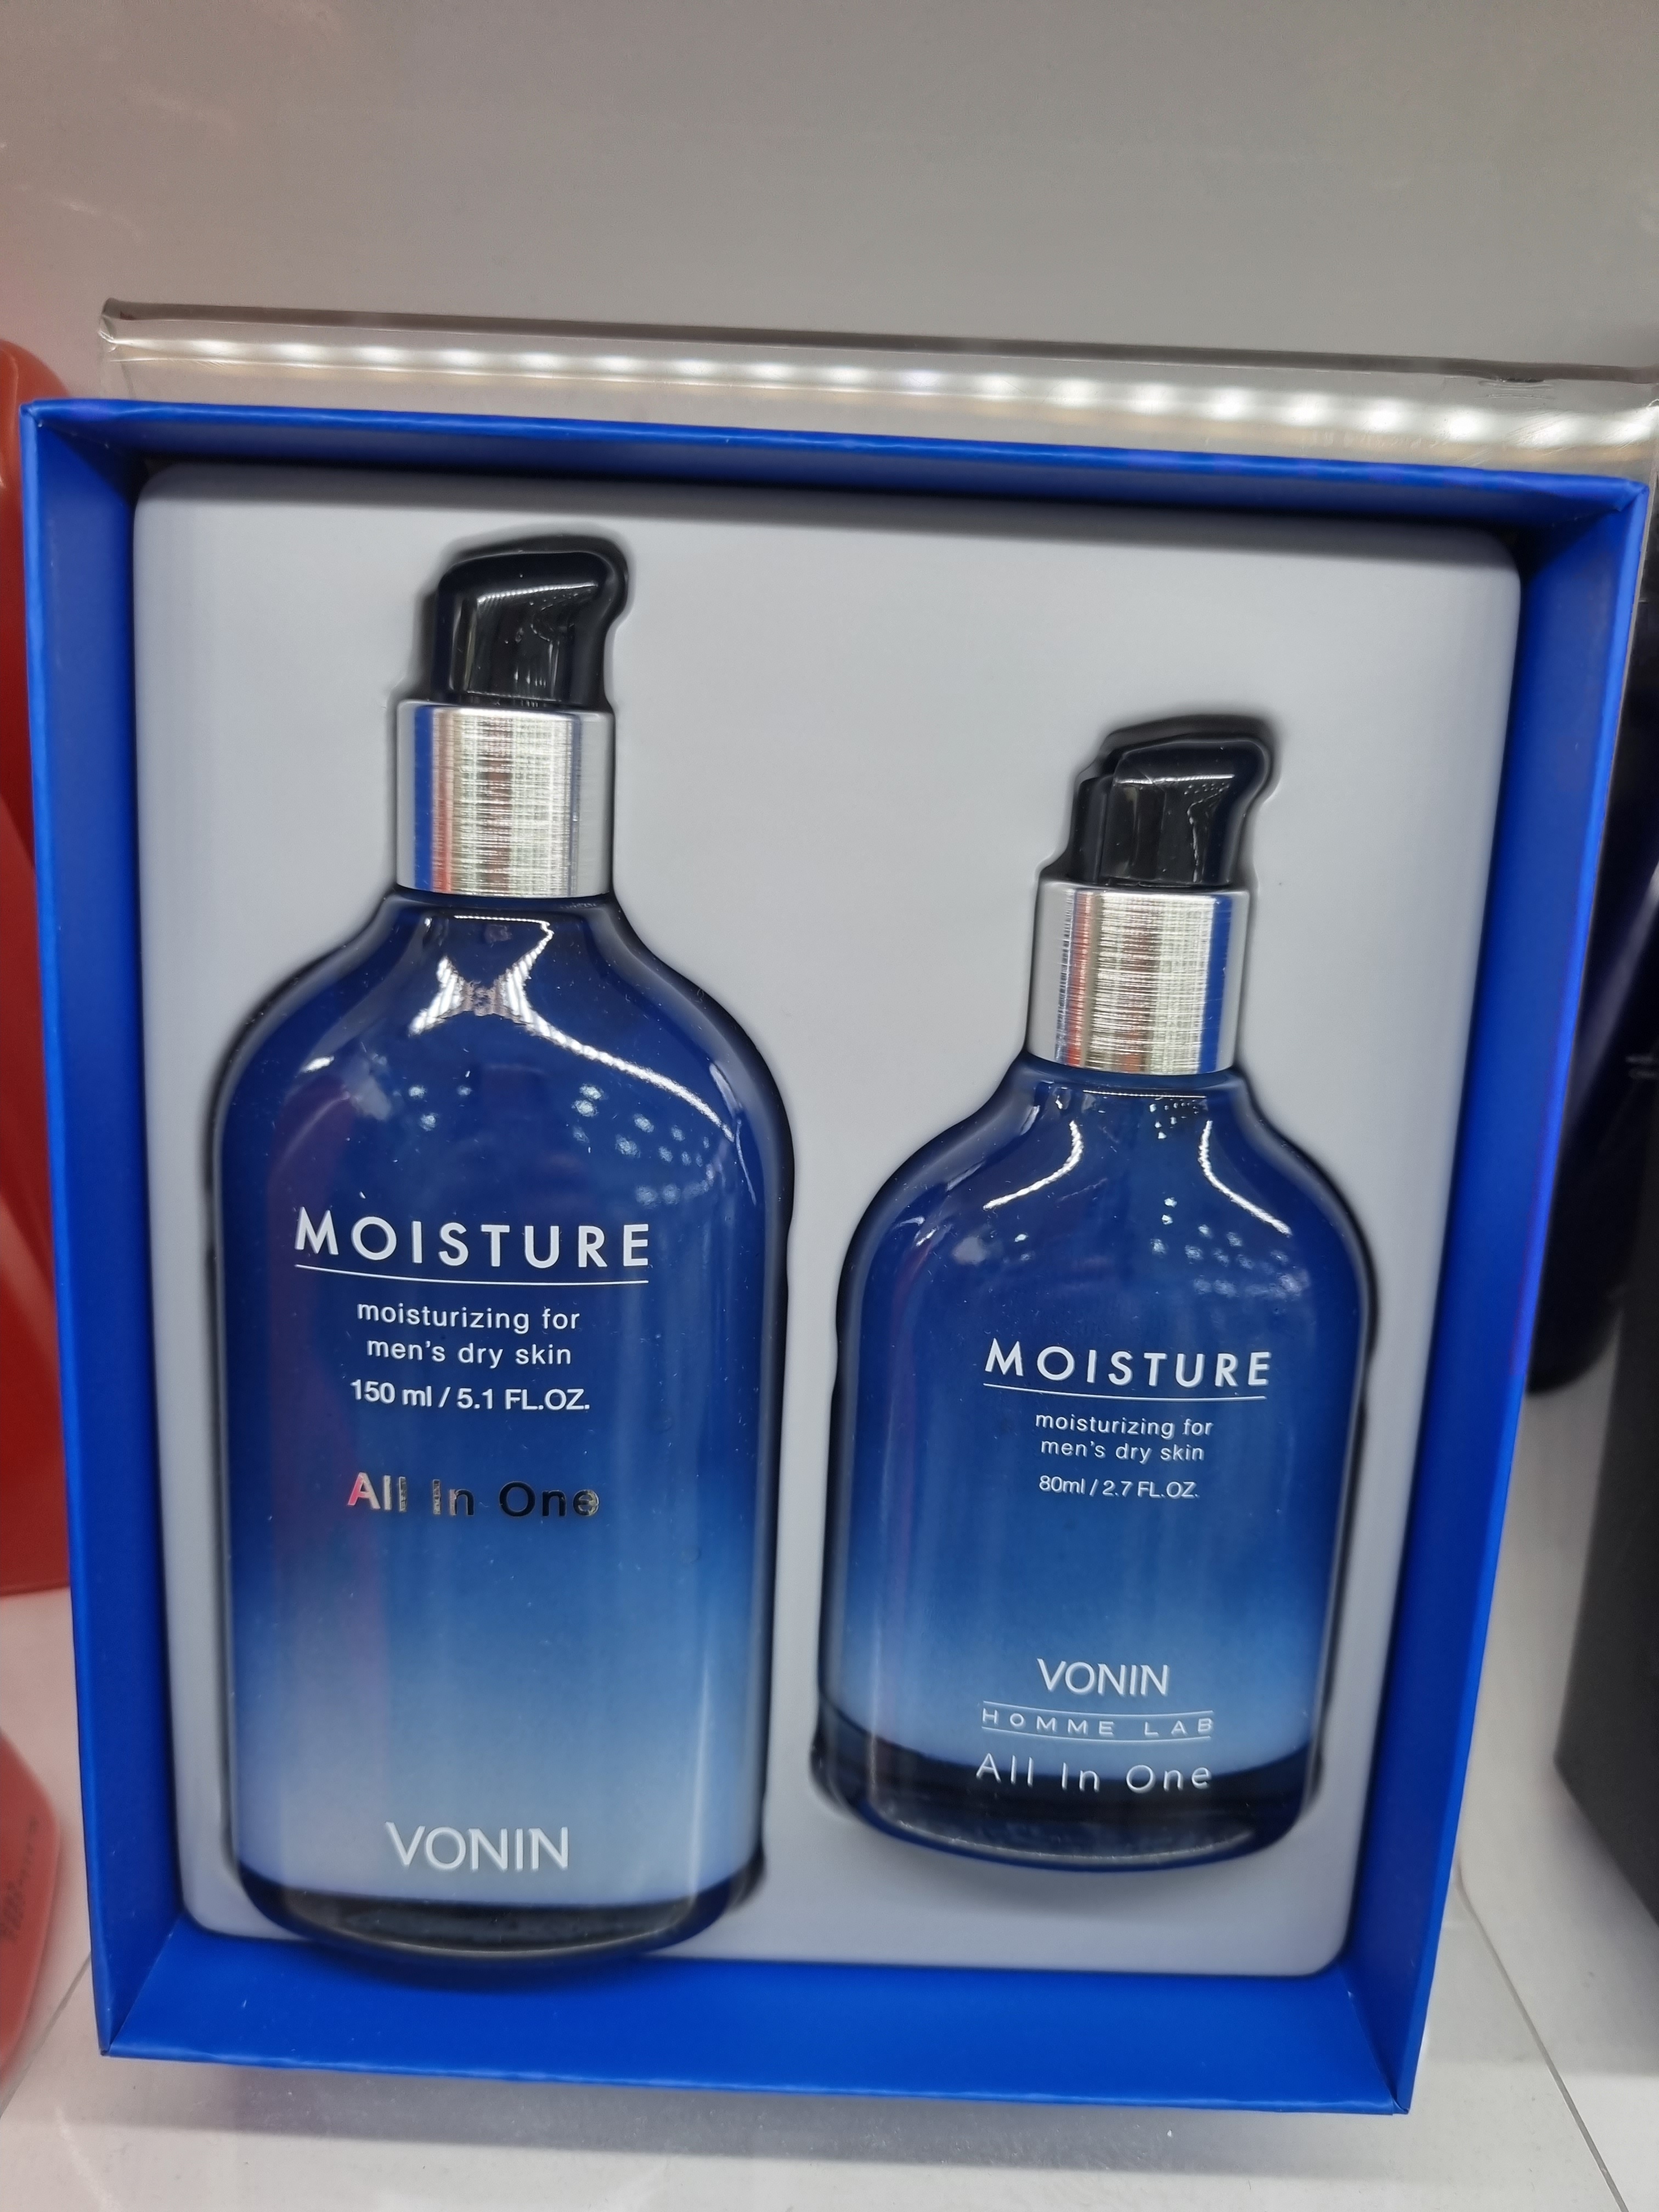 MOISTURE
moisturizing for
men's dry skin
150 ml / 5.1 FL.OZ.
All In One
VONIN
MOISTURE
moisturizing for
men's dry skin
80ml / 2.7 FL.OZ.
VONIN
HOMME LAB
All In One